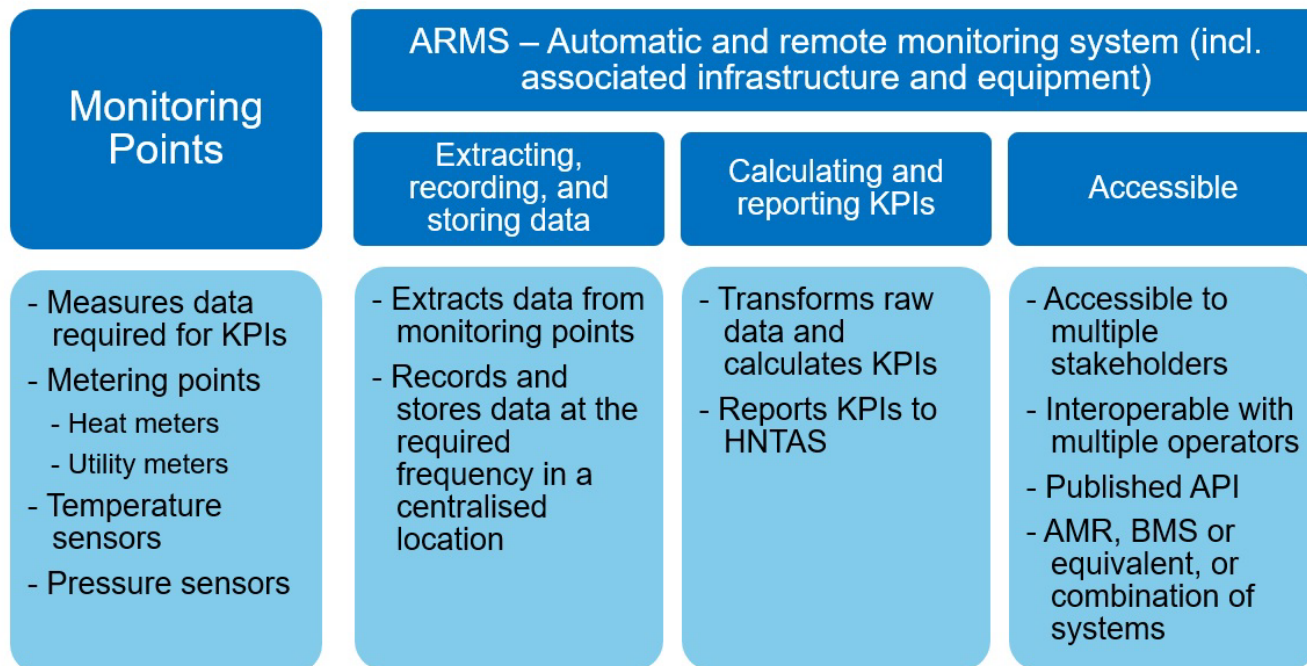 Monitoring
Points
ARMS – Automatic and remote monitoring system (incl.
associated infrastructure and equipment)
Extracting,
recording, and
storing data
Calculating and
reporting KPIs
Accessible
- Measures data
required for KPIs
- Metering points
- Heat meters
- Utility meters
- Temperature
sensors
- Pressure sensors
- Extracts data from
monitoring points
- Records and
stores data at the
required
frequency in a
centralised
location
- Transforms raw
data and
calculates KPIs
- Reports KPIs to
HNTAS
- Accessible to
multiple
stakeholders
- Interoperable with
multiple operators
- Published API
- AMR, BMS or
equivalent, or
combination of
systems